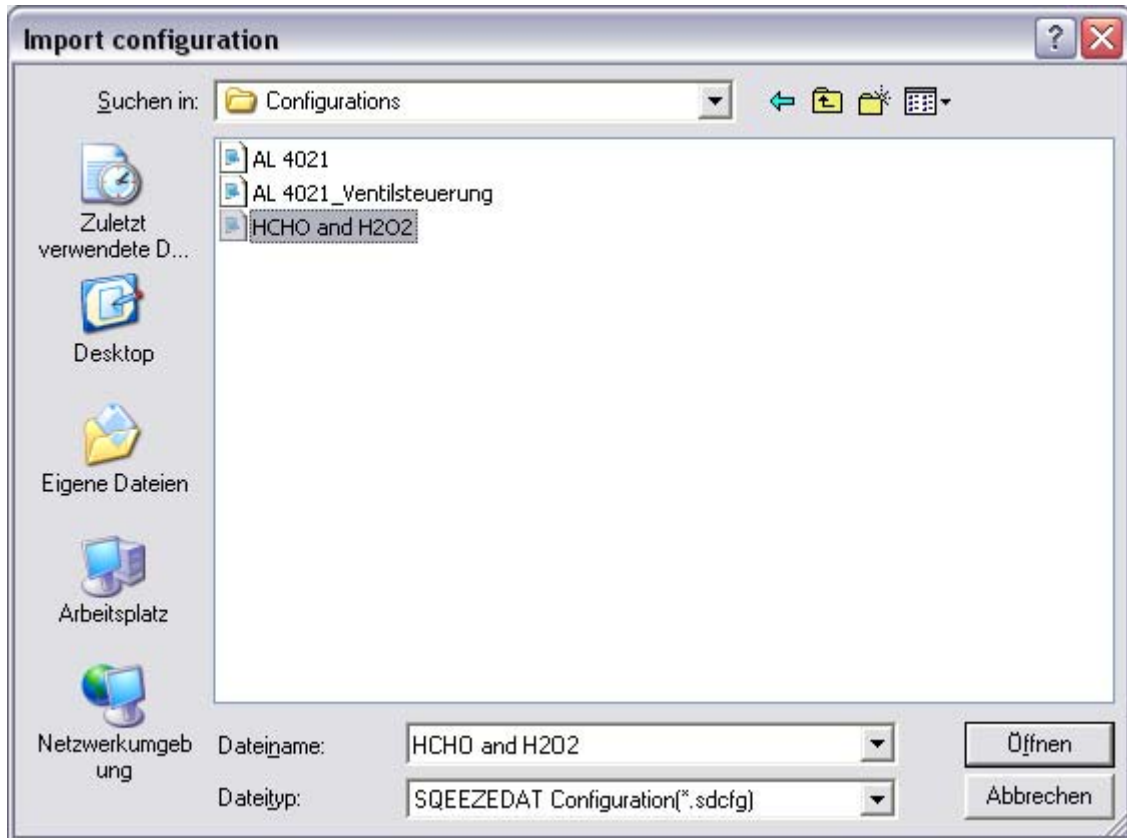 Import configuration
Suchen in:
Configurations
AL 4021
AL 4021_Ventilsteuerung
HCHO and H2O2
Zuletzt
verwendete D...
Desktop
Eigene Dateien
Arbeitsplatz
Netzwerkumgeb
ung
Dateiname:
HCHO and H2O2
Öffnen
Dateityp:
SQEEZEDAT Configuration(*.sdcfg)
Abbrechen